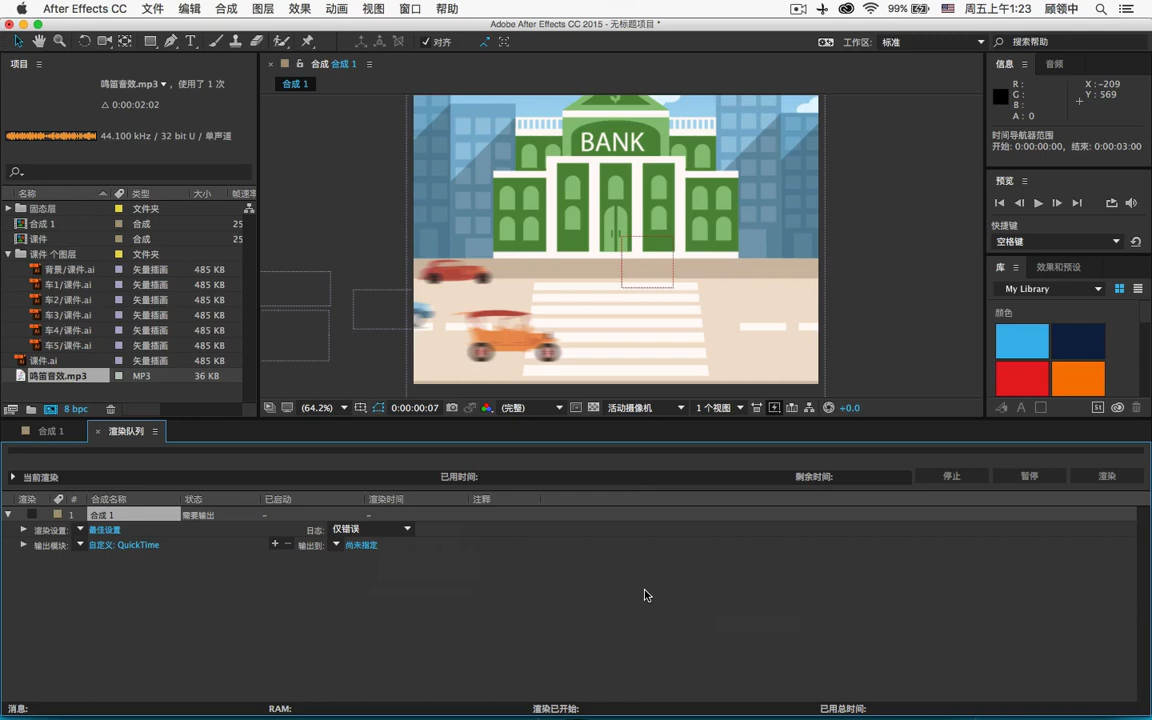 After Effects CC 文件 编辑 合成 图层 效果 动画 视图 窗口 帮助 99% 周五上午1:23 顾领中
Adobe After Effects CC 2015 - 无标题项目 *
对齐 工作区: 标准 搜索帮助
项目
鸣笛音效.mp3 , 使用了 1 次
△ 0:00:02:02
44.100 kHz / 32 bit U / 单声道
名称 类型 大小 帧速率
固态层 文件夹
合成 1 合成 25
课件 合成 25
课件 个图层 文件夹
背景/课件.ai 矢量插画 485 KB
车1/课件.ai 矢量插画 485 KB
车2/课件.ai 矢量插画 485 KB
车3/课件.ai 矢量插画 485 KB
车4/课件.ai 矢量插画 485 KB
车5/课件.ai 矢量插画 485 KB
课件.ai 矢量插画 485 KB
鸣笛音效.mp3 MP3 36 KB
8 bpc
× 合成 合成 1
合成 1
BANK
(64.2%) 0:00:00:07 (完整) 活动摄像机 1 个视图 +0.0
信息 音频
R: X: -209
G: Y: 569
B:
A: 0
时间导航器范围
开始: 0:00:00:00, 结束: 0:00:03:00
预览
快捷键
空格键
库 效果和预设
My Library
颜色
St
合成 1 × 渲染队列
当前渲染 已用时间: 剩余时间: 停止 暂停 渲染
渲染 # 合成名称 状态 已启动 渲染时间 注释
1 合成 1 需要输出 - -
渲染设置: 最佳设置 日志: 仅错误
输出模块: 自定义: QuickTime + - 输出到: 尚未指定
消息: RAM: 渲染已开始: 已用总时间: